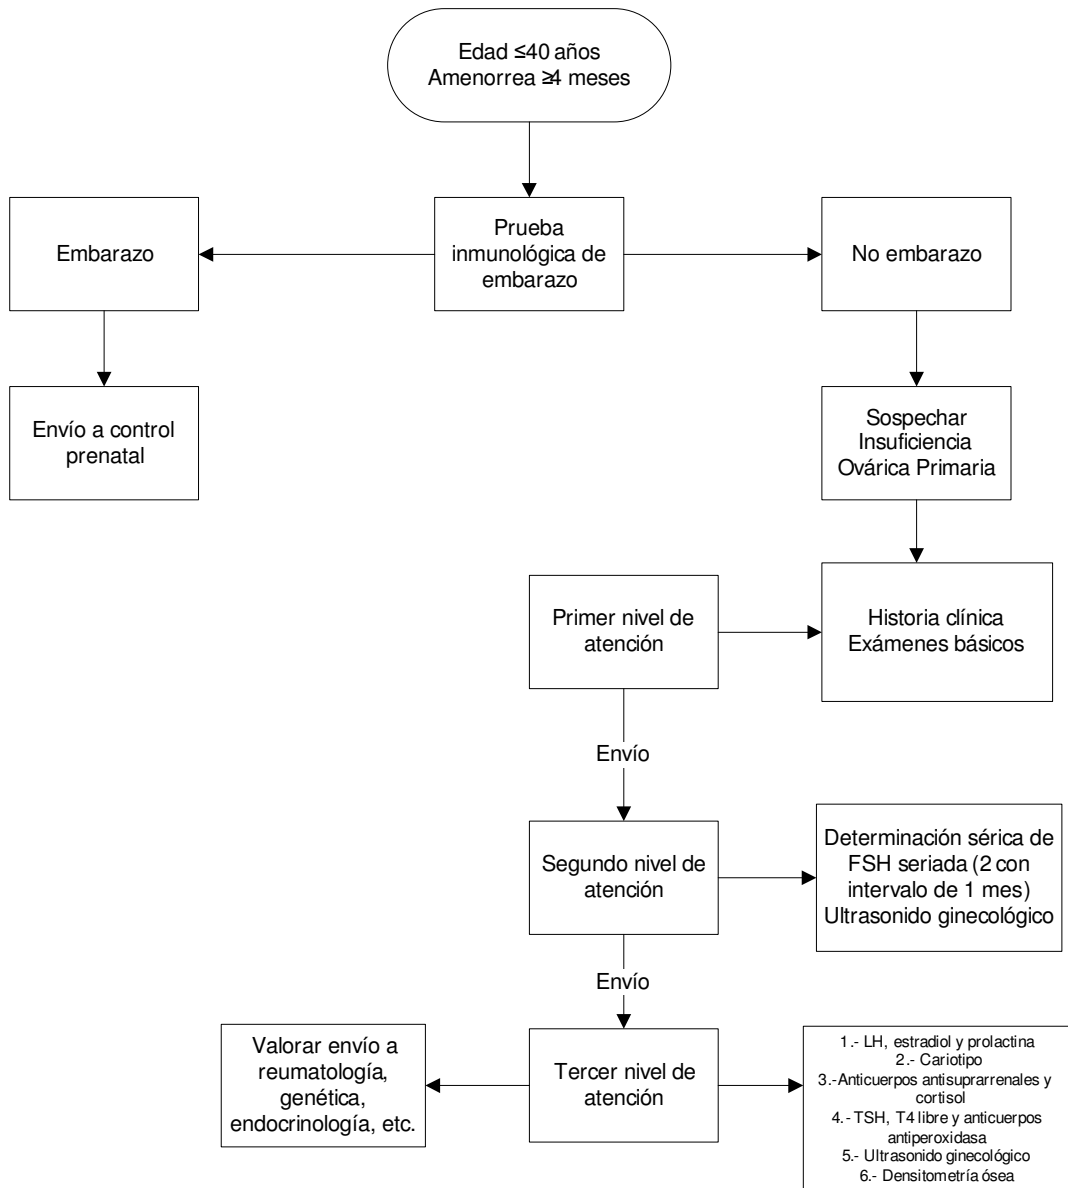 Edad ≤40 años
Amenorrea ≥4 meses
Embarazo
Prueba
inmunológica de
embarazo
No embarazo
Envío a control
prenatal
Sospechar
Insuficiencia
Ovárica Primaria
Primer nivel de
atención
Historia clínica
Exámenes básicos
Envío
Segundo nivel de
atención
Determinación sérica de
FSH seriada (2 con
intervalo de 1 mes)
Ultrasonido ginecológico
Envío
Valorar envío a
reumatología,
genética,
endocrinología, etc.
Tercer nivel de
atención
1.- LH, estradiol y prolactina
2.- Cariotipo
3.-Anticuerpos antisuprarrenales y
cortisol
4.- TSH, T4 libre y anticuerpos
antiperoxidasa
5.- Ultrasonido ginecológico
6.- Densitometría ósea